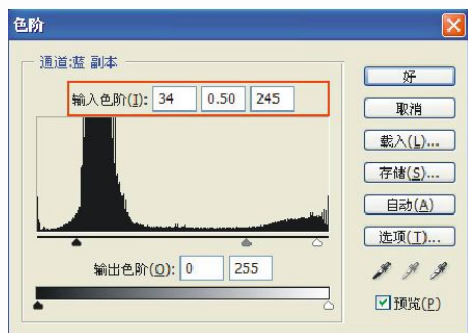 色阶
通道:蓝 副本
输入色阶(I): 34 0.50 245
输出色阶(O): 0 255
好
取消
载入(L)...
存储(S)...
自动(A)
选项(T)...
预览(P)